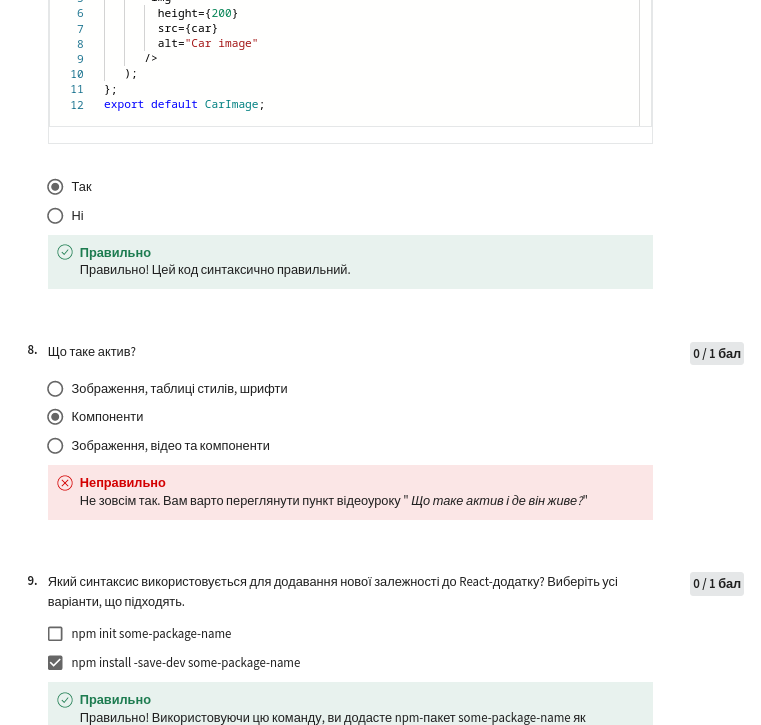 6 height={200}
7 src={car}
8 alt="Car image"
9 />
10 );
11 };
12 export default CarImage;
Так
Ні
Правильно
Правильно! Цей код синтаксично правильний.
8. Що таке актив? 0 / 1 бал
Зображення, таблиці стилів, шрифти
Компоненти
Зображення, відео та компоненти
Неправильно
Не зовсім так. Вам варто переглянути пункт відеоуроку " Що таке актив і де він живе?"
9. Який синтаксис використовується для додавання нової залежності до React-додатку? Виберіть усі 0 / 1 бал
варіанти, що підходять.
npm init some-package-name
npm install -save-dev some-package-name
Правильно
Правильно! Використовуючи цю команду, ви додасте npm-пакет some-package-name як